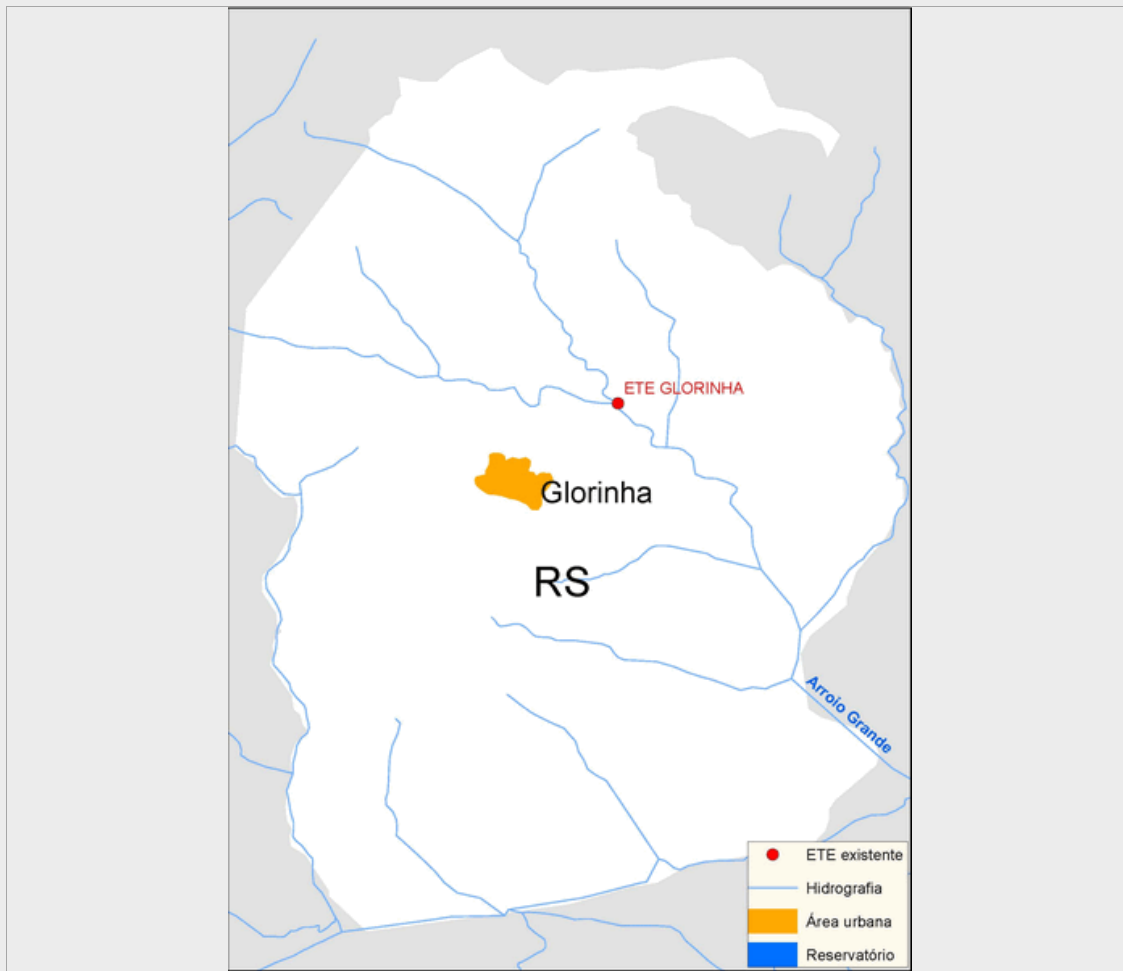 ETE GLORINHA
Glorinha
RS
Arroio Grande
ETE existente
Hidrografia
Área urbana
Reservatório